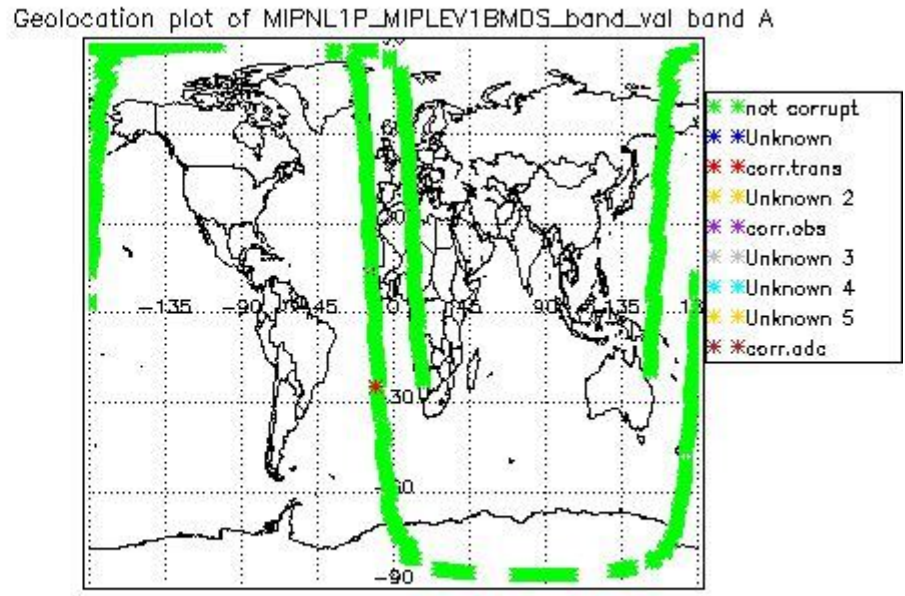 Geolocation plot of MIPNL1P_MIPLEV1BMDS_band_val band A
not corrupt
Unknown
corr.trans
Unknown 2
corr.obs
Unknown 3
Unknown 4
Unknown 5
corr.adc
-135 -90 -45 45 90 135
-30
-60
-90